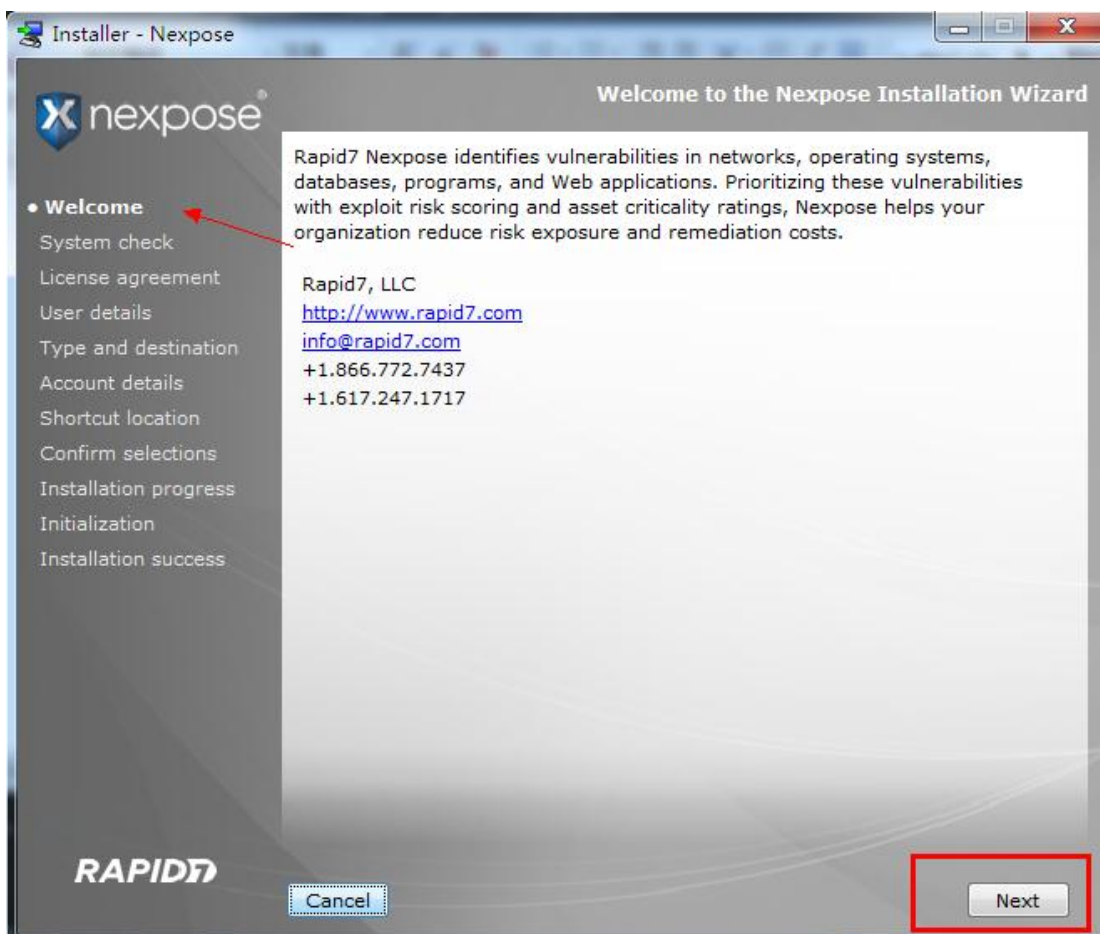 Installer - Nexpose
nexpose®
Welcome to the Nexpose Installation Wizard
• Welcome
System check
License agreement
User details
Type and destination
Account details
Shortcut location
Confirm selections
Installation progress
Initialization
Installation success
Rapid7 Nexpose identifies vulnerabilities in networks, operating systems,
databases, programs, and Web applications. Prioritizing these vulnerabilities
with exploit risk scoring and asset criticality ratings, Nexpose helps your
organization reduce risk exposure and remediation costs.
Rapid7, LLC
http://www.rapid7.com
info@rapid7.com
+1.866.772.7437
+1.617.247.1717
RAPID7
Cancel
Next